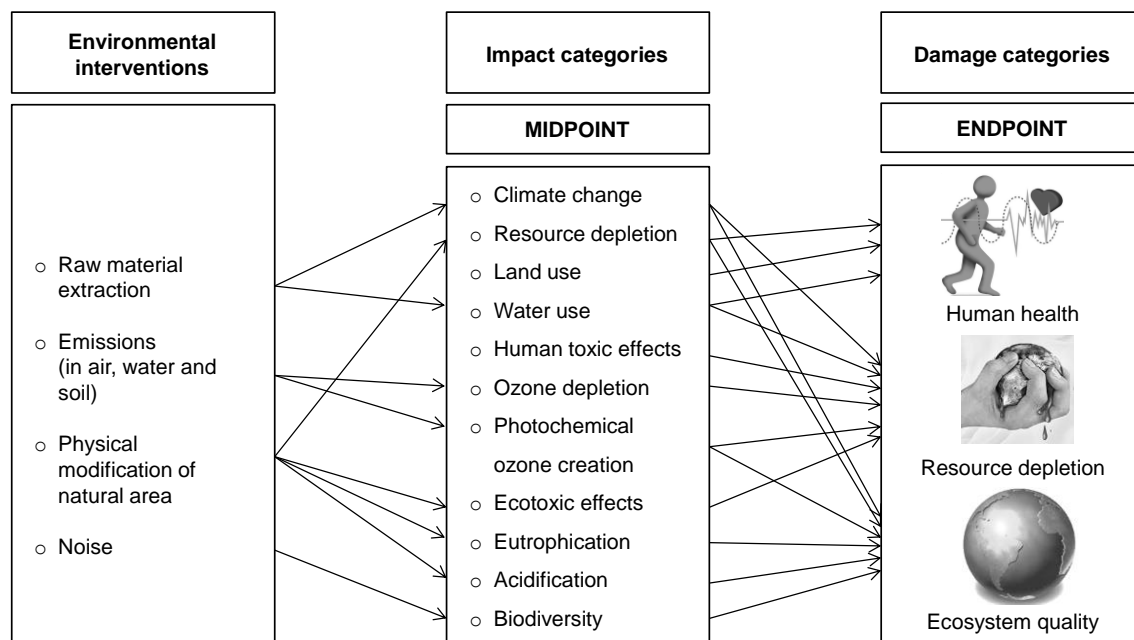 Environmental
interventions
Impact categories
Damage categories
MIDPOINT
ENDPOINT
○ Raw material
extraction
○ Emissions
(in air, water and
soil)
○ Physical
modification of
natural area
○ Noise
○ Climate change
○ Resource depletion
○ Land use
○ Water use
○ Human toxic effects
○ Ozone depletion
○ Photochemical
ozone creation
○ Ecotoxic effects
○ Eutrophication
○ Acidification
○ Biodiversity
Human health
Resource depletion
Ecosystem quality